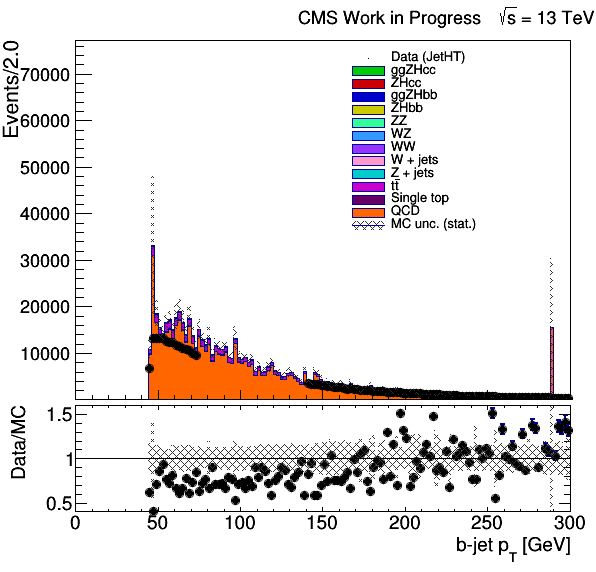 CMS Work in Progress √s = 13 TeV
Events/2.0
70000
60000
50000
40000
30000
20000
10000
Data (JetHT)
ggZHcc
ZHcc
ggZHbb
ZHbb
ZZ
WZ
WW
W + jets
Z + jets
tt̄
Single top
QCD
MC unc. (stat.)
Data/MC
1.5
1
0.5
0 50 100 150 200 250 300
b-jet p_T [GeV]